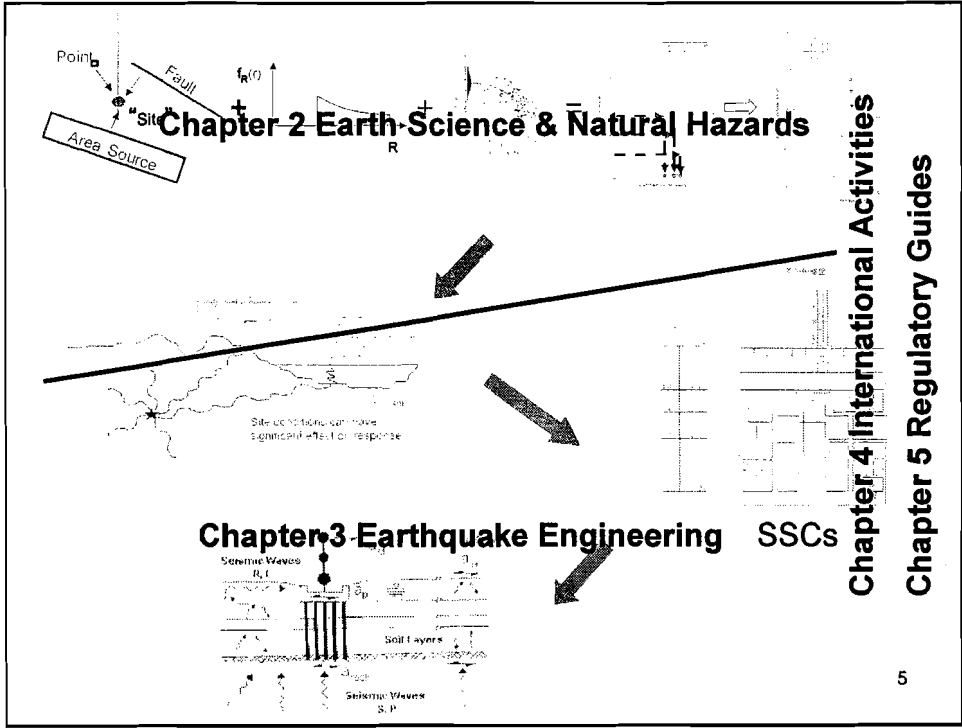 Point
Fault
"Site"
Area Source
+
f_R(r)
R
+
=
Chapter 2 Earth Science & Natural Hazards
Chapter 4 International Activities
Chapter 5 Regulatory Guides
Site conditions can have
significant effect on response
Chapter 3 Earthquake Engineering
SSCs
Seismic Waves
Soil Layers
Seismic Waves
S, P
5